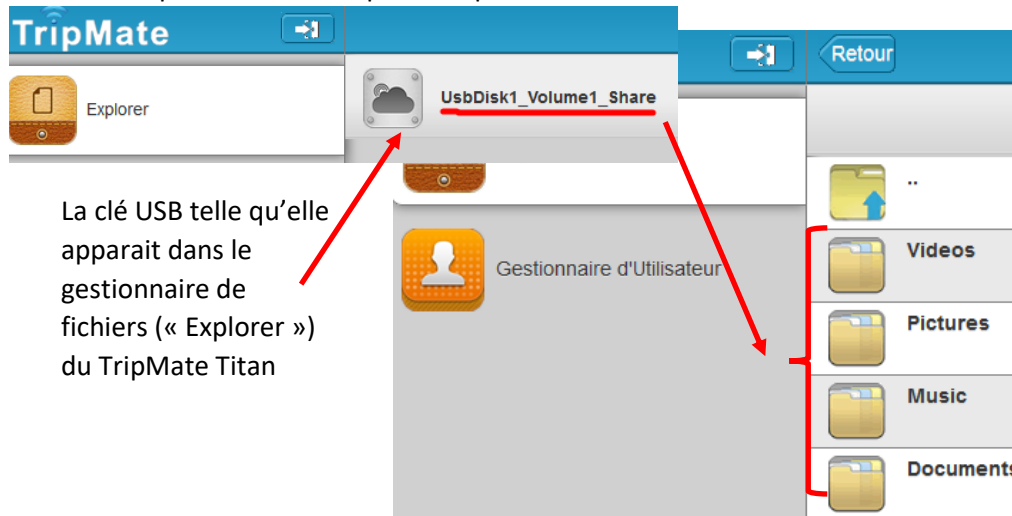 TripMate
Explorer
UsbDisk1_Volume1_Share
La clé USB telle qu’elle
apparait dans le
gestionnaire de
fichiers (« Explorer »)
du TripMate Titan
Gestionnaire d'Utilisateur
Retour
..
Videos
Pictures
Music
Documents